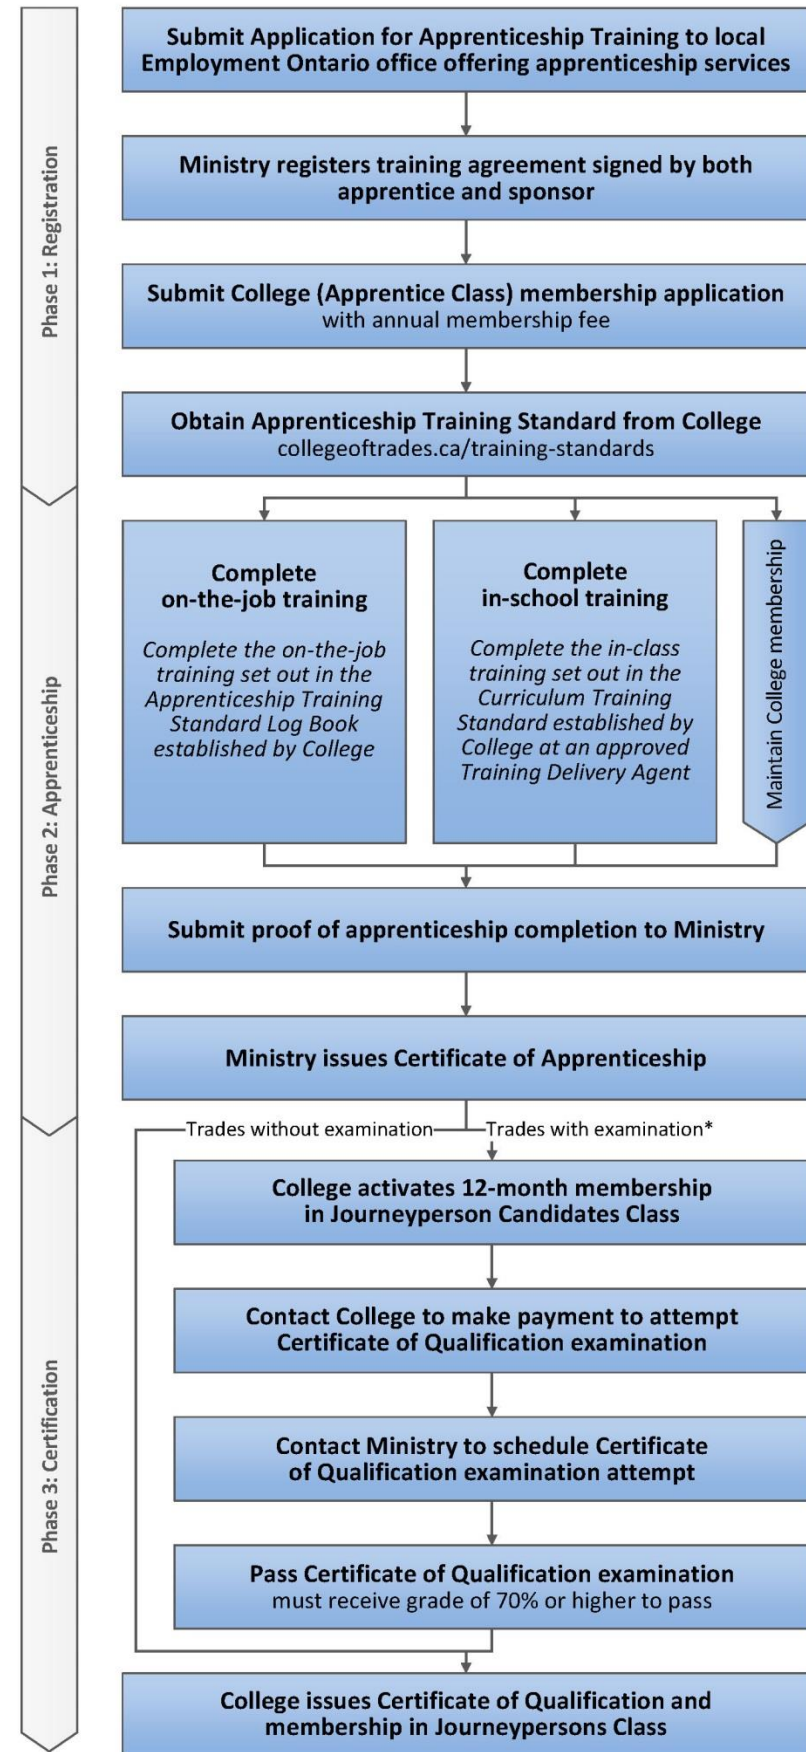 Phase 1: Registration
Submit Application for Apprenticeship Training to local
Employment Ontario office offering apprenticeship services
Ministry registers training agreement signed by both
apprentice and sponsor
Submit College (Apprentice Class) membership application
with annual membership fee
Obtain Apprenticeship Training Standard from College
collegeoftrades.ca/training-standards
Phase 2: Apprenticeship
Complete
on-the-job training
Complete the on-the-job
training set out in the
Apprenticeship Training
Standard Log Book
established by College
Complete
in-school training
Complete the in-class
training set out in the
Curriculum Training
Standard established by
College at an approved
Training Delivery Agent
Maintain College membership
Submit proof of apprenticeship completion to Ministry
Ministry issues Certificate of Apprenticeship
Phase 3: Certification
Trades without examination
Trades with examination*
College activates 12-month membership
in Journeyperson Candidates Class
Contact College to make payment to attempt
Certificate of Qualification examination
Contact Ministry to schedule Certificate
of Qualification examination attempt
Pass Certificate of Qualification examination
must receive grade of 70% or higher to pass
College issues Certificate of Qualification and
membership in Journeypersons Class